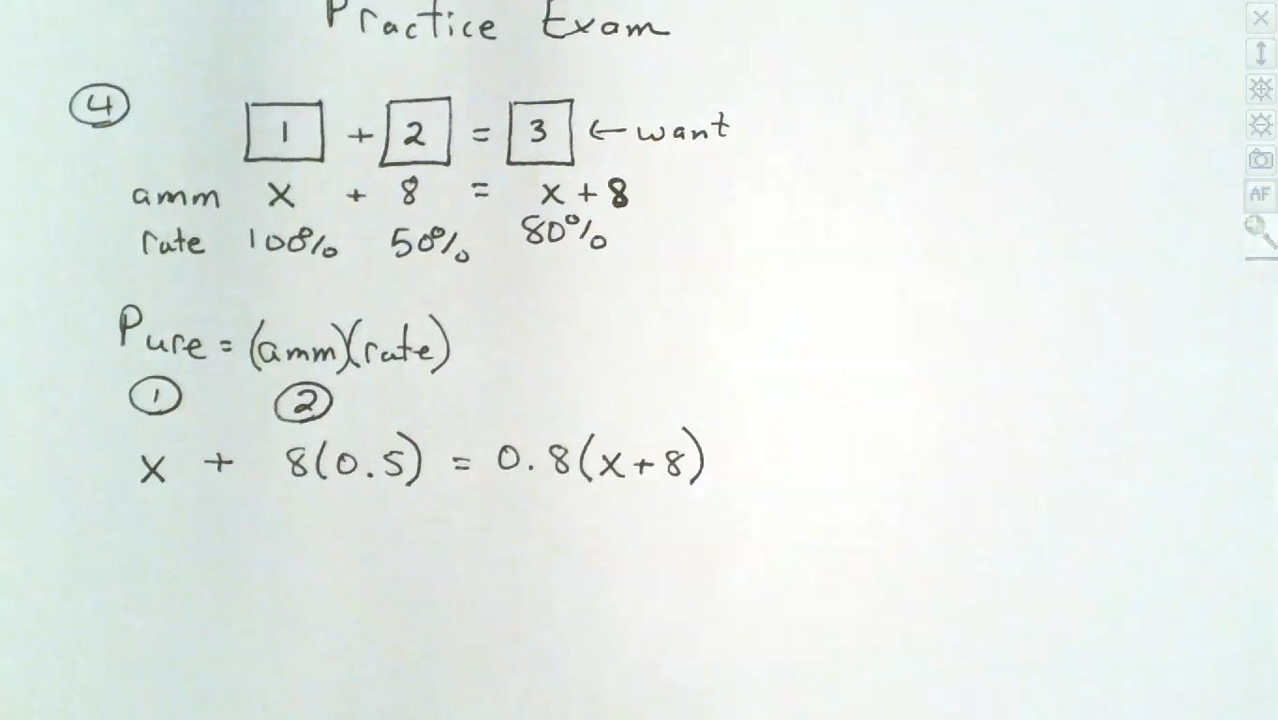 Practice Exam
4
1 + 2 = 3 ← want
amm x + 8 = x + 8
rate 100% 50% 80%
Pure = (amm)(rate)
1 2
x + 8(0.5) = 0.8(x+8)
AF